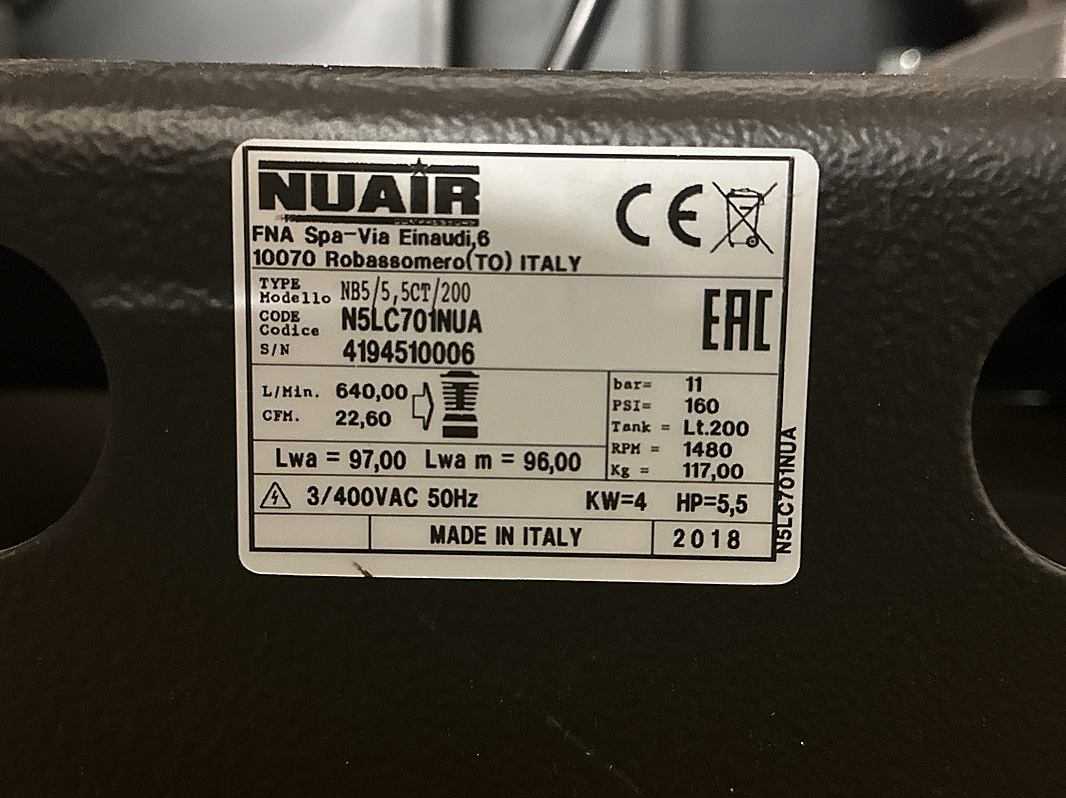 NUAIR
CE
FNA Spa-Via Einaudi,6
10070 Robassomero(TO) ITALY
TYPE
Modello NB5/5,5CT/200
CODE
Codice N5LC701NUA
S/N 4194510006
EAC
L/Min. 640,00
CFM. 22,60
bar= 11
PSI= 160
Tank = Lt.200
RPM = 1480
Kg = 117,00
Lwa = 97,00 Lwa m = 96,00
3/400VAC 50Hz KW=4 HP=5,5
MADE IN ITALY 2018
N5LC701NUA